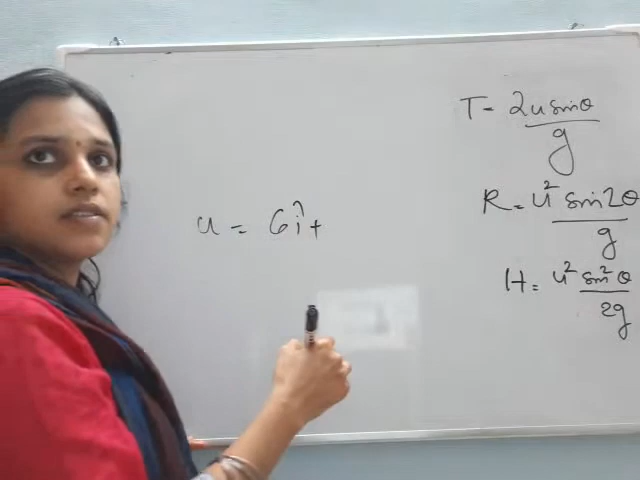 T = 2u sinθ
g
R = u² sin2θ
g
u = 6î +
H = u² sin²θ
2g